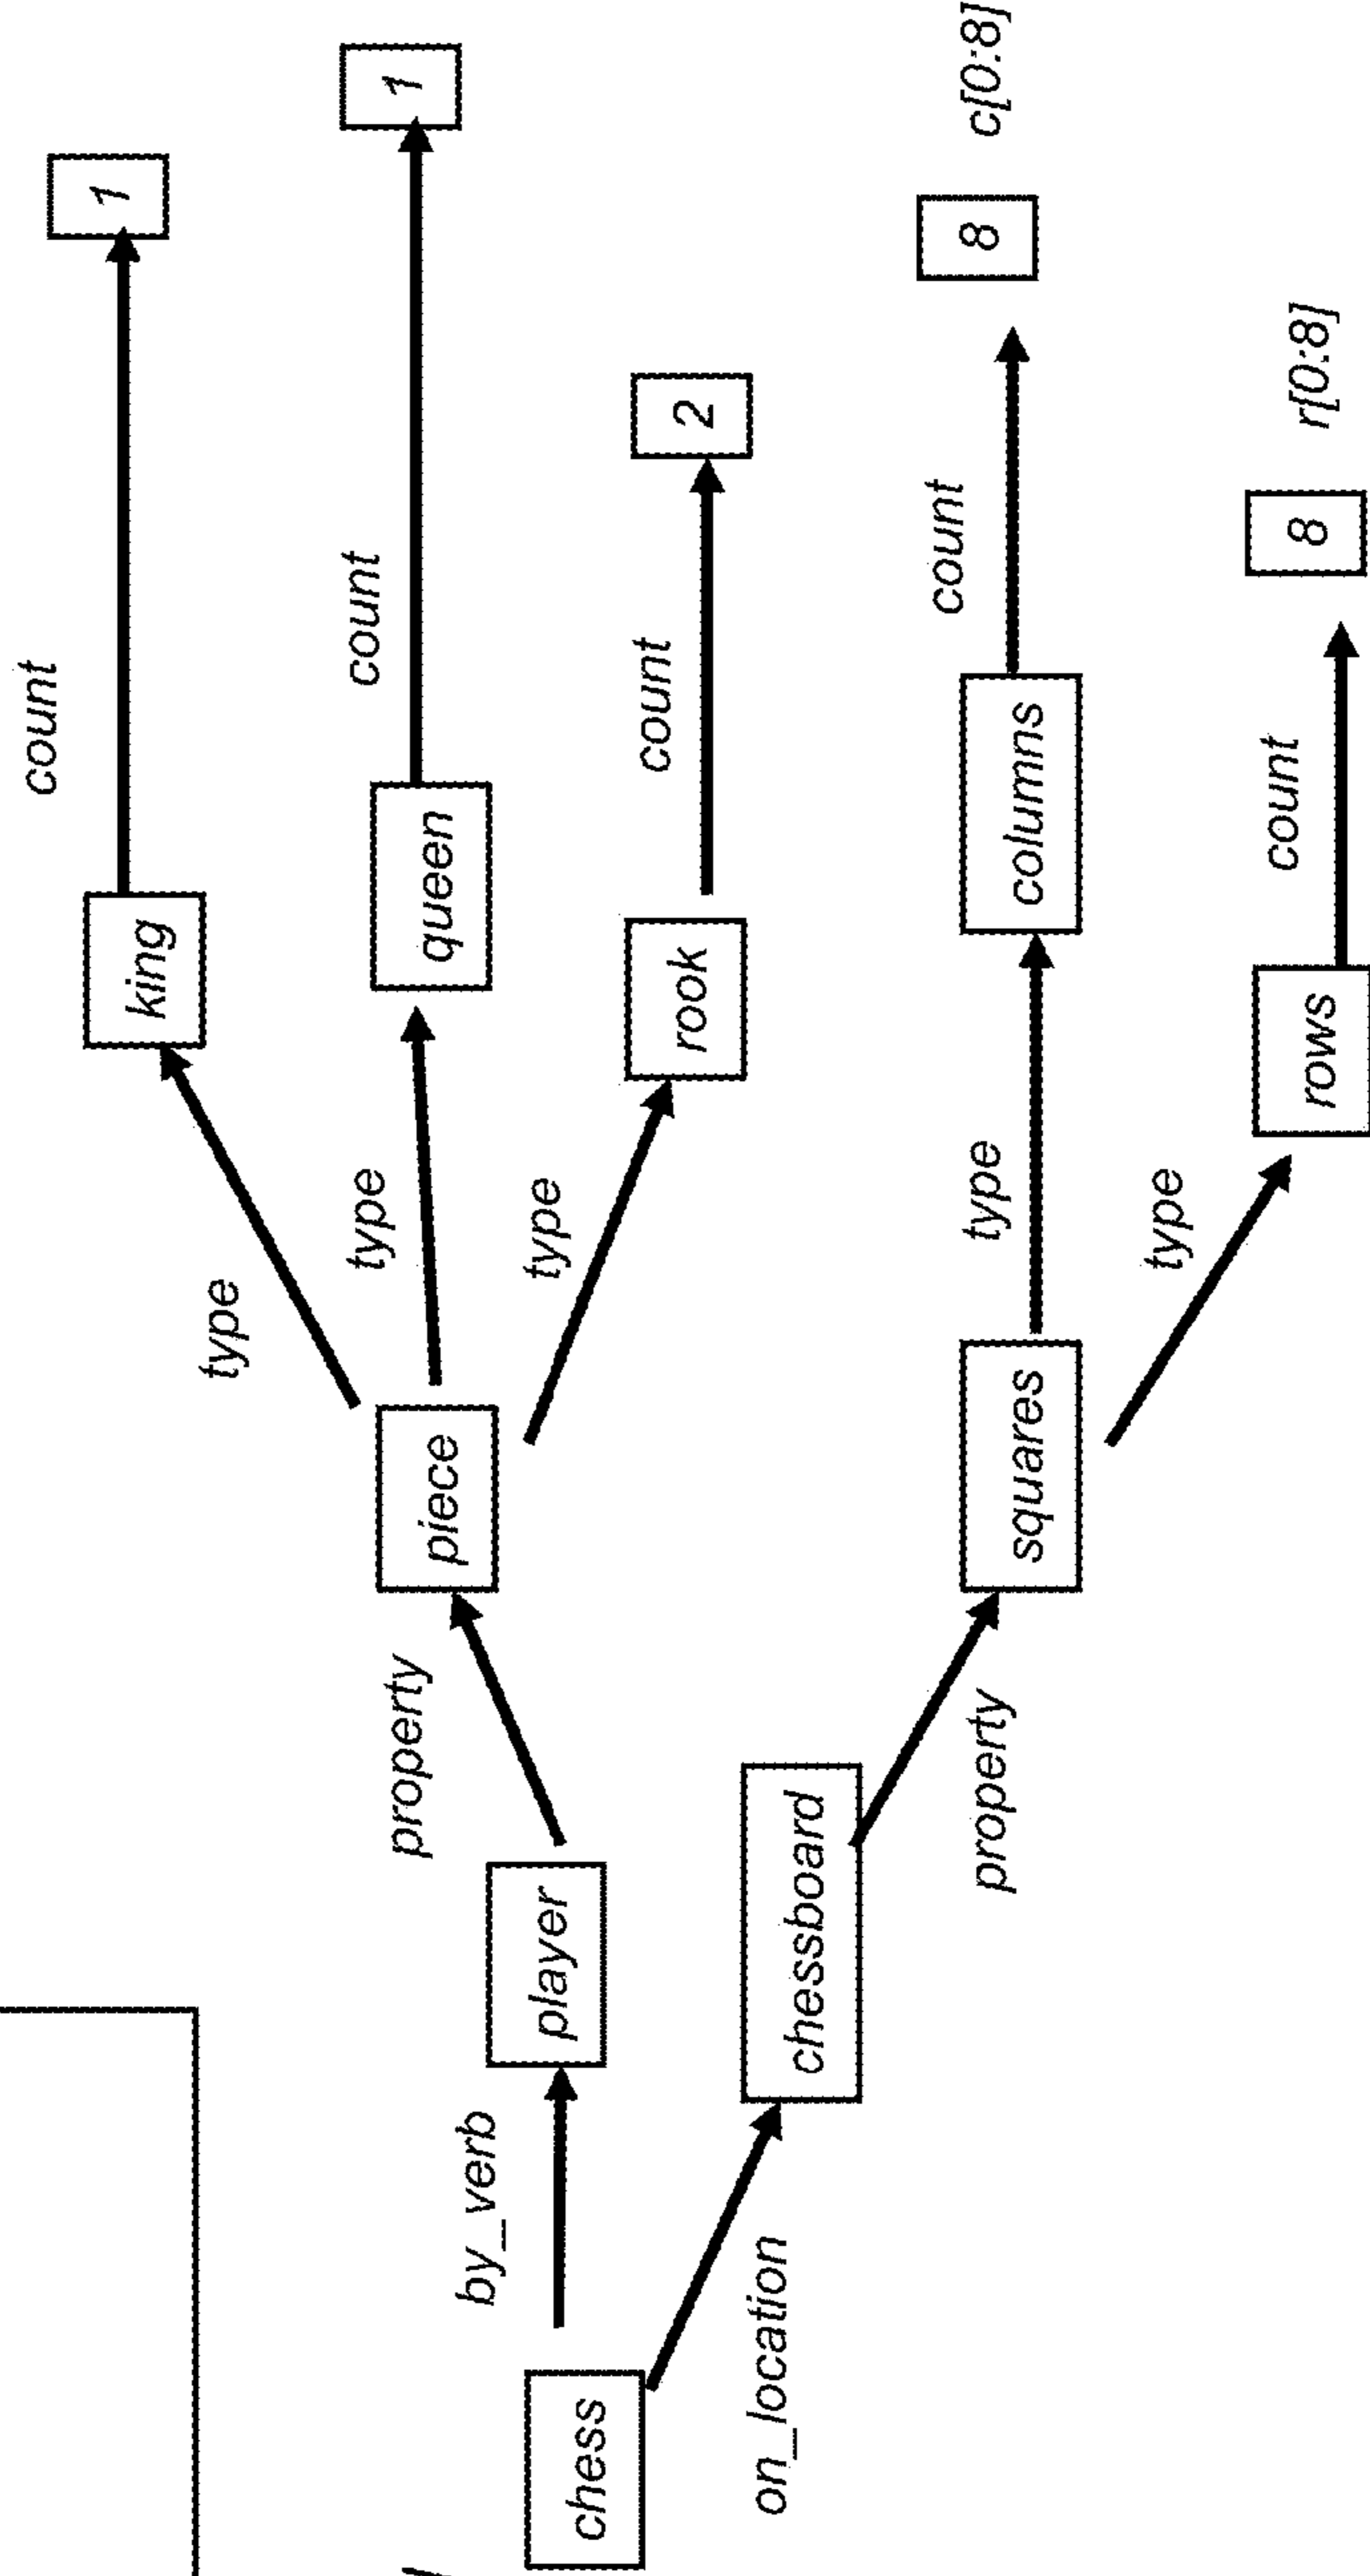 count
1
king
type
count
1
queen
type
property
piece
type
rook
count
2
by_verb
player
chess
on_location
chessboard
property
squares
type
columns
count
8
c[0:8]
type
rows
count
8
r[0:8]